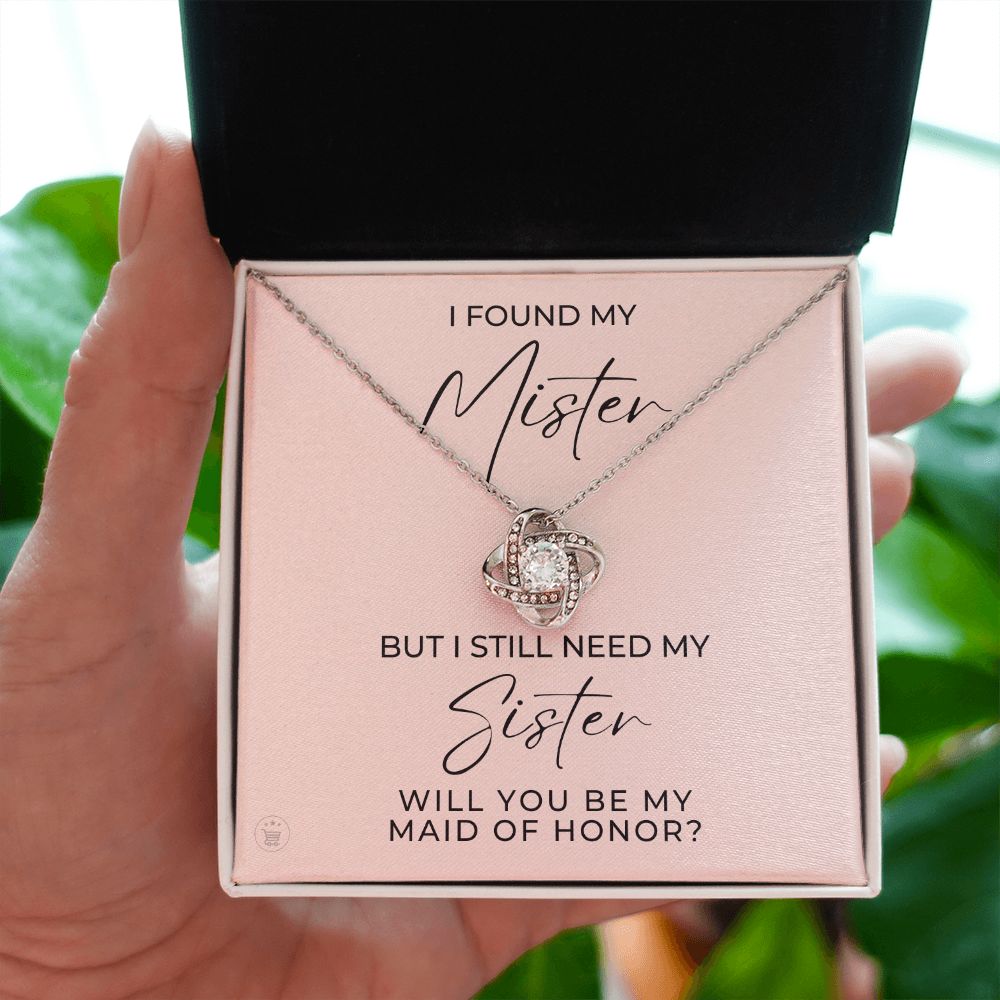 I FOUND MY
Mister
BUT I STILL NEED MY
Sister
WILL YOU BE MY
MAID OF HONOR?